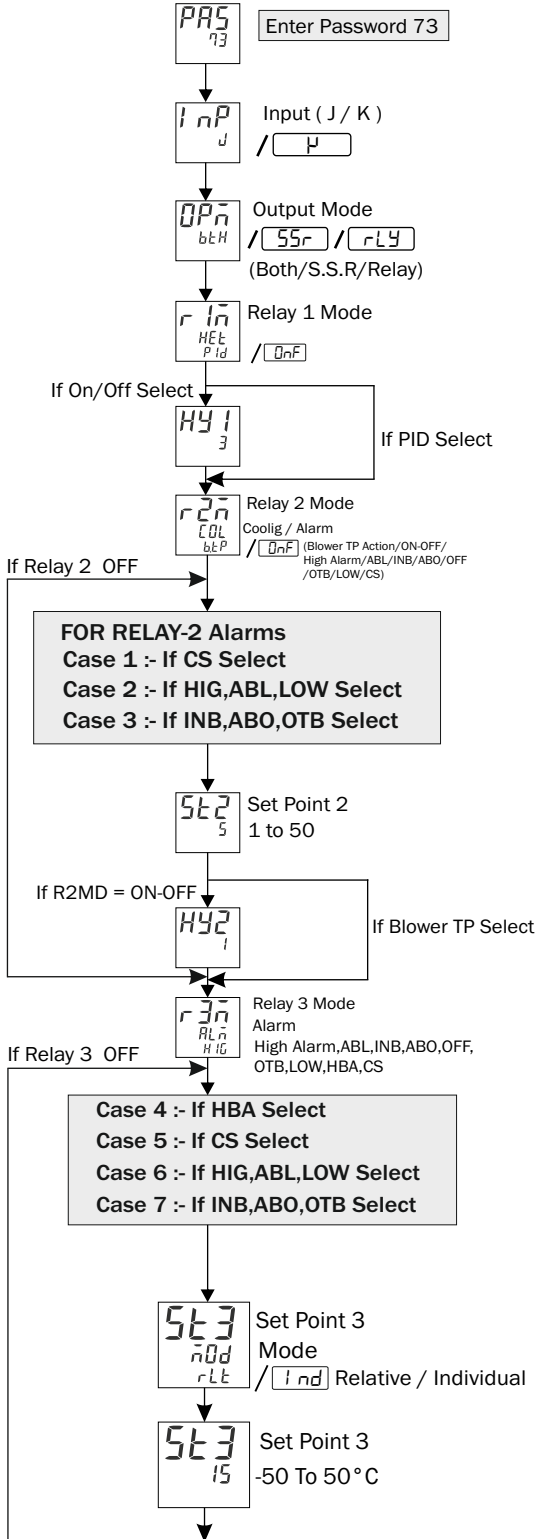 PAS
73
Enter Password 73
InP
J
Input ( J / K )
/ K
OPm
btH
Output Mode
/ SSr / rLY
(Both/S.S.R/Relay)
r1m
HEt
PId
Relay 1 Mode
/ OnF
If On/Off Select
HY1
3
If PID Select
r2m
COL
b.t.P
Relay 2 Mode
Coolig / Alarm
/ OnF (Blower TP Action/ON-OFF/
High Alarm/ABL/INB/ABO/OFF
/OTB/LOW/CS)
If Relay 2 OFF
FOR RELAY-2 Alarms
Case 1 :- If CS Select
Case 2 :- If HIG,ABL,LOW Select
Case 3 :- If INB,ABO,OTB Select
St2
5
Set Point 2
1 to 50
If R2MD = ON-OFF
HY2
1
If Blower TP Select
r3m
ALm
HIG
Relay 3 Mode
Alarm
High Alarm,ABL,INB,ABO,OFF,
OTB,LOW,HBA,CS
If Relay 3 OFF
Case 4 :- If HBA Select
Case 5 :- If CS Select
Case 6 :- If HIG,ABL,LOW Select
Case 7 :- If INB,ABO,OTB Select
St3
mOd
rLt
Set Point 3
Mode
/ Ind Relative / Individual
St3
15
Set Point 3
-50 To 50°C